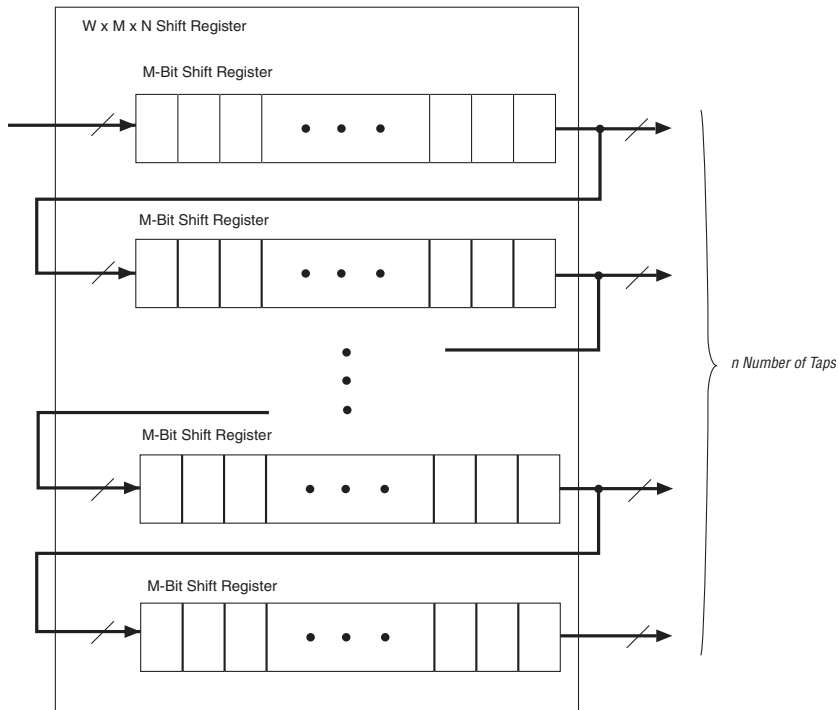 W x M x N Shift Register
M-Bit Shift Register
M-Bit Shift Register
n Number of Taps
M-Bit Shift Register
M-Bit Shift Register